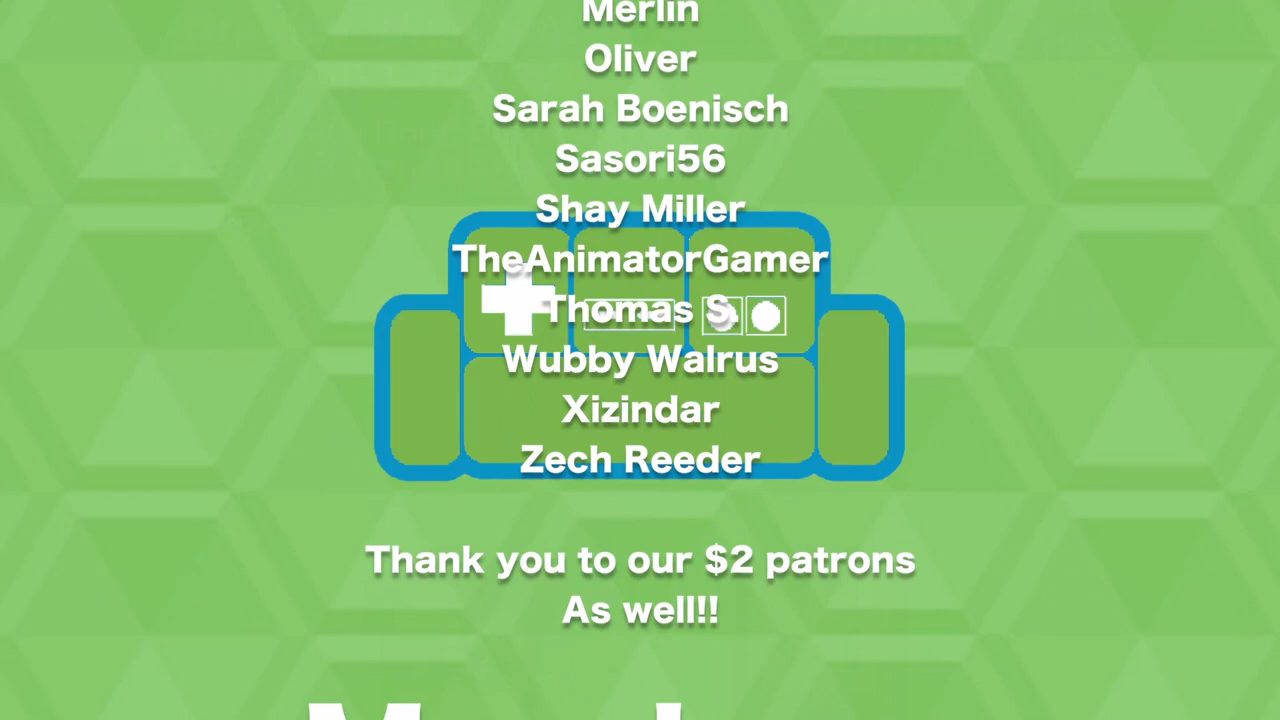 Merlin
Oliver
Sarah Boenisch
Sasori56
Shay Miller
TheAnimatorGamer
Thomas S.
Wubby Walrus
Xizindar
Zech Reeder
Thank you to our $2 patrons
As well!!